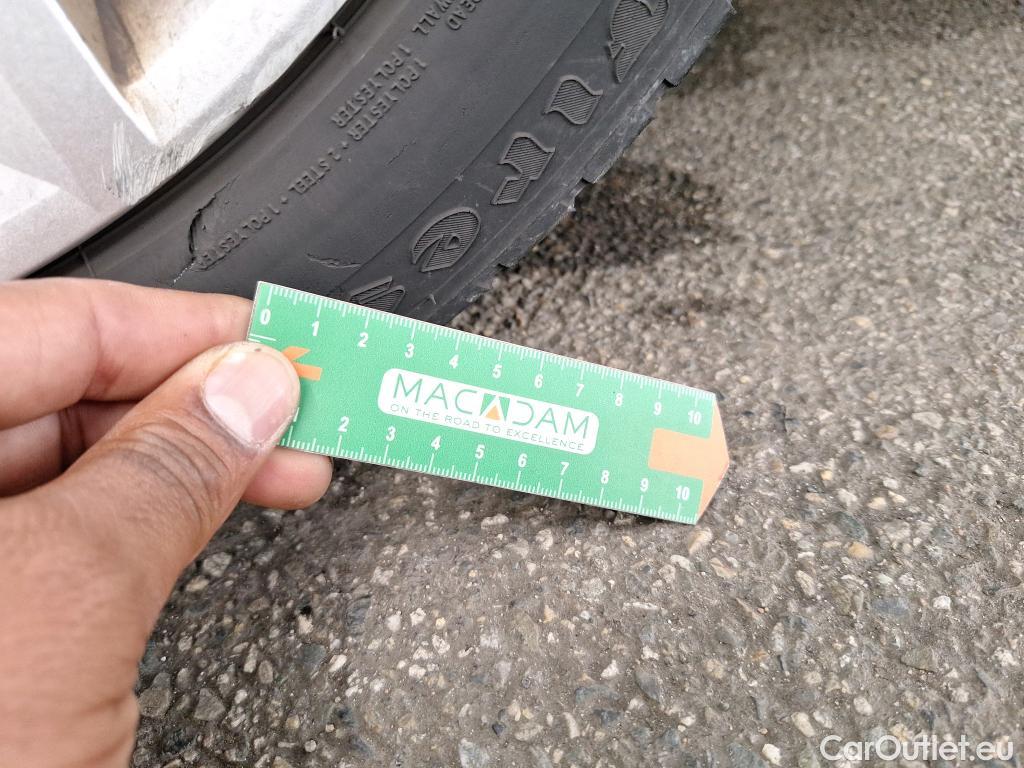 READ
WALL 1 POLYESTER
1 POLYESTER + 2 STEEL + 1 POLYESTER
0 1 2 3 4 5 6 7 8 9 10
MACADAM
ON THE ROAD TO EXCELLENCE
2 3 4 5 6 7 8 9 10
CarOutlet.eu